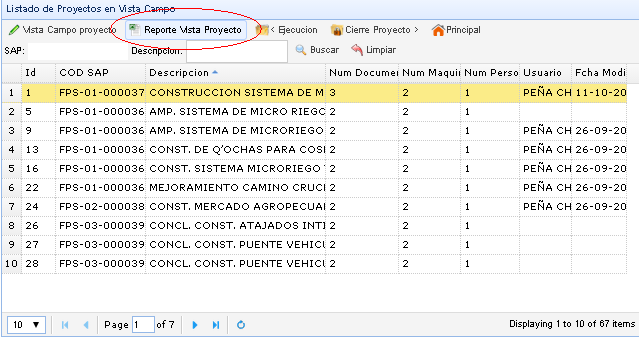 Listado de Proyectos en Vista Campo
Vista Campo proyecto Reporte Vista Proyecto < Ejecucion Cierre Proyecto > Principal
SAP: Descripcion: Buscar Limpiar
Id COD SAP Descripcion Num Documen Num Maquin Num Perso Usuario Fcha Modi
1 1 FPS-01-000037 CONSTRUCCION SISTEMA DE M 3 2 1 PEÑA CH 11-10-20
2 5 FPS-01-000036 AMP. SISTEMA DE MICRO RIEGO 2 2 1
3 9 FPS-01-000036 AMP. SISTEMA DE MICRORIEGO 2 2 1 PEÑA CH 26-09-20
4 13 FPS-01-000036 CONST. DE Q'OCHAS PARA COSE 2 2 1 PEÑA CH 26-09-20
5 16 FPS-01-000036 CONST. SISTEMA MICRORIEGO 2 2 1 PEÑA CH 26-09-20
6 22 FPS-01-000036 MEJORAMIENTO CAMINO CRUC 2 2 1 PEÑA CH 26-09-20
7 24 FPS-02-000038 CONST. MERCADO AGROPECUA 2 2 1 PEÑA CH 26-09-20
8 26 FPS-03-000039 CONCL. CONST. ATAJADOS INTI 2 2 1
9 27 FPS-03-000039 CONCL. CONST. PUENTE VEHICU 2 2 1
10 28 FPS-03-000039 CONCL. CONST. PUENTE VEHICU 2 2 1
10 Page 1 of 7 Displaying 1 to 10 of 67 items